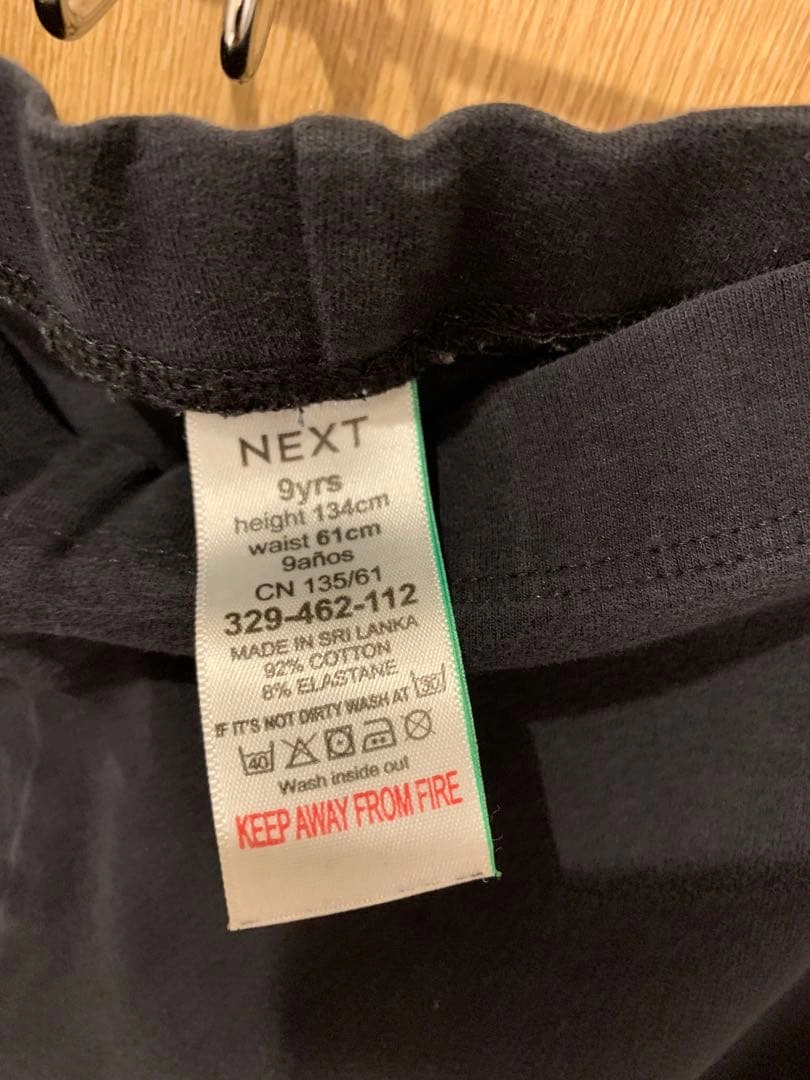 NEXT
9yrs
height 134cm
waist 61cm
9años
CN 135/61
329-462-112
MADE IN SRI LANKA
92% COTTON
8% ELASTANE
IF IT'S NOT DIRTY WASH AT 30
40
Wash inside out
KEEP AWAY FROM FIRE